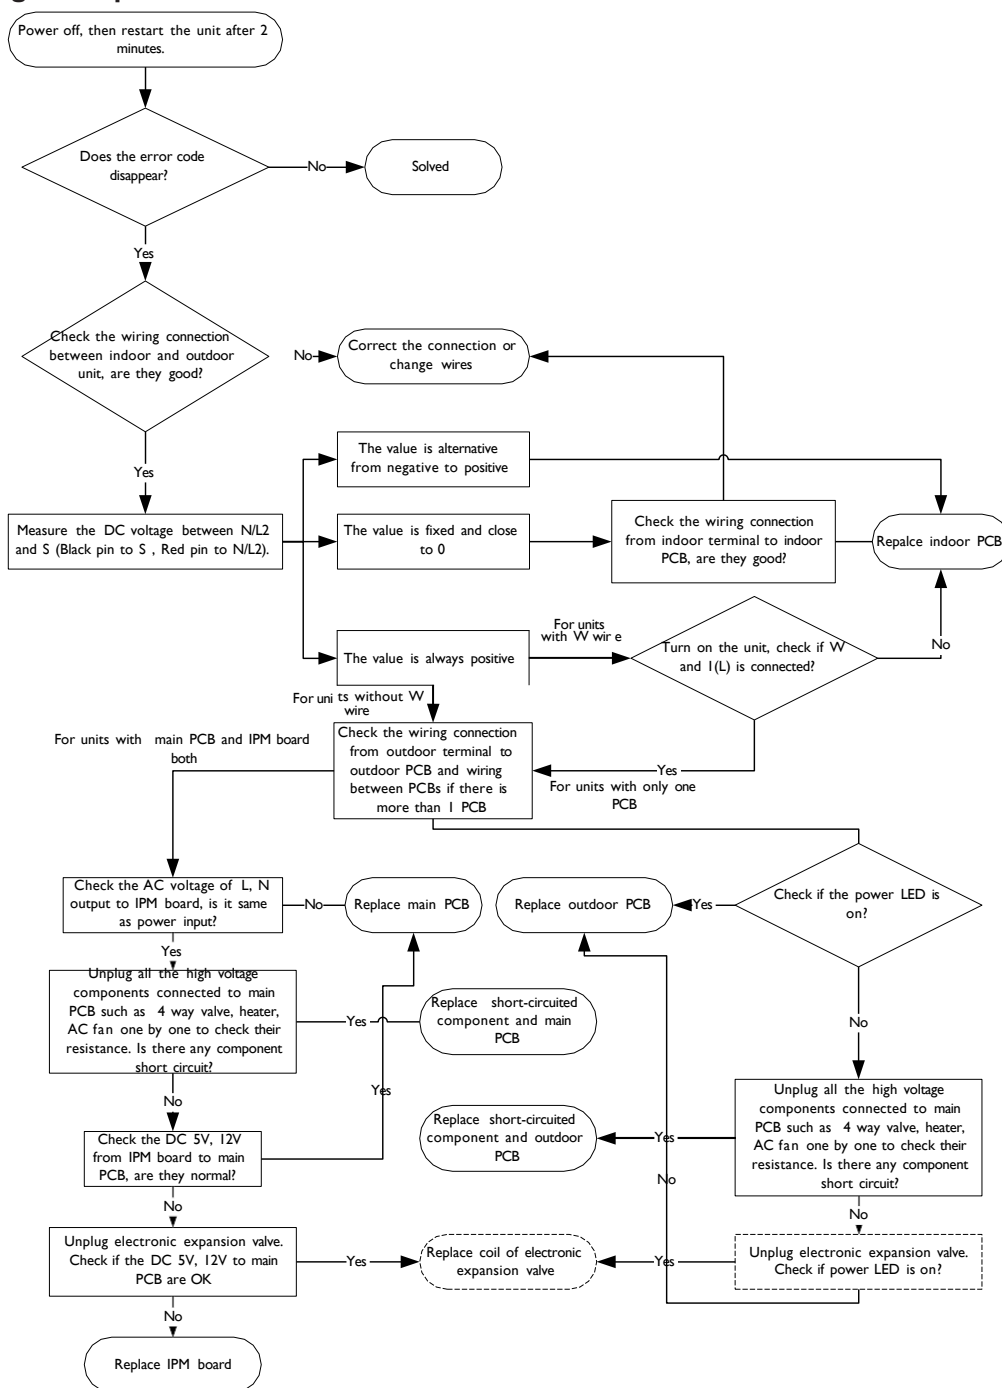 Power off, then restart the unit after 2
minutes.
Does the error code
disappear?
No
Solved
Yes
Check the wiring connection
between indoor and outdoor
unit, are they good?
No
Correct the connection or
change wires
Yes
The value is alternative
from negative to positive
Measure the DC voltage between N/L2
and S (Black pin to S , Red pin to N/L2).
The value is fixed and close
to 0
Check the wiring connection
from indoor terminal to indoor
PCB, are they good?
Repalce indoor PCB
The value is always positive
For units
with W wire
Turn on the unit, check if W
and 1(L) is connected?
No
For units without W
wire
For units with main PCB and IPM board
both
Check the wiring connection
from outdoor terminal to
outdoor PCB and wiring
between PCBs if there is
more than 1 PCB
Yes
For units with only one
PCB
Check the AC voltage of L, N
output to IPM board, is it same
as power input?
No
Replace main PCB
Replace outdoor PCB
Yes
Check if the power LED is
on?
Yes
Unplug all the high voltage
components connected to main
PCB such as 4 way valve, heater,
AC fan one by one to check their
resistance. Is there any component
short circuit?
Yes
Replace short-circuited
component and main
PCB
No
No
Yes
Check the DC 5V, 12V
from IPM board to main
PCB, are they normal?
Replace short-circuited
component and outdoor
PCB
Yes
Unplug all the high voltage
components connected to main
PCB such as 4 way valve, heater,
AC fan one by one to check their
resistance. Is there any component
short circuit?
No
No
No
Unplug electronic expansion valve.
Check if the DC 5V, 12V to main
PCB are OK
Yes
Replace coil of electronic
expansion valve
Yes
Unplug electronic expansion valve.
Check if power LED is on?
No
Replace IPM board